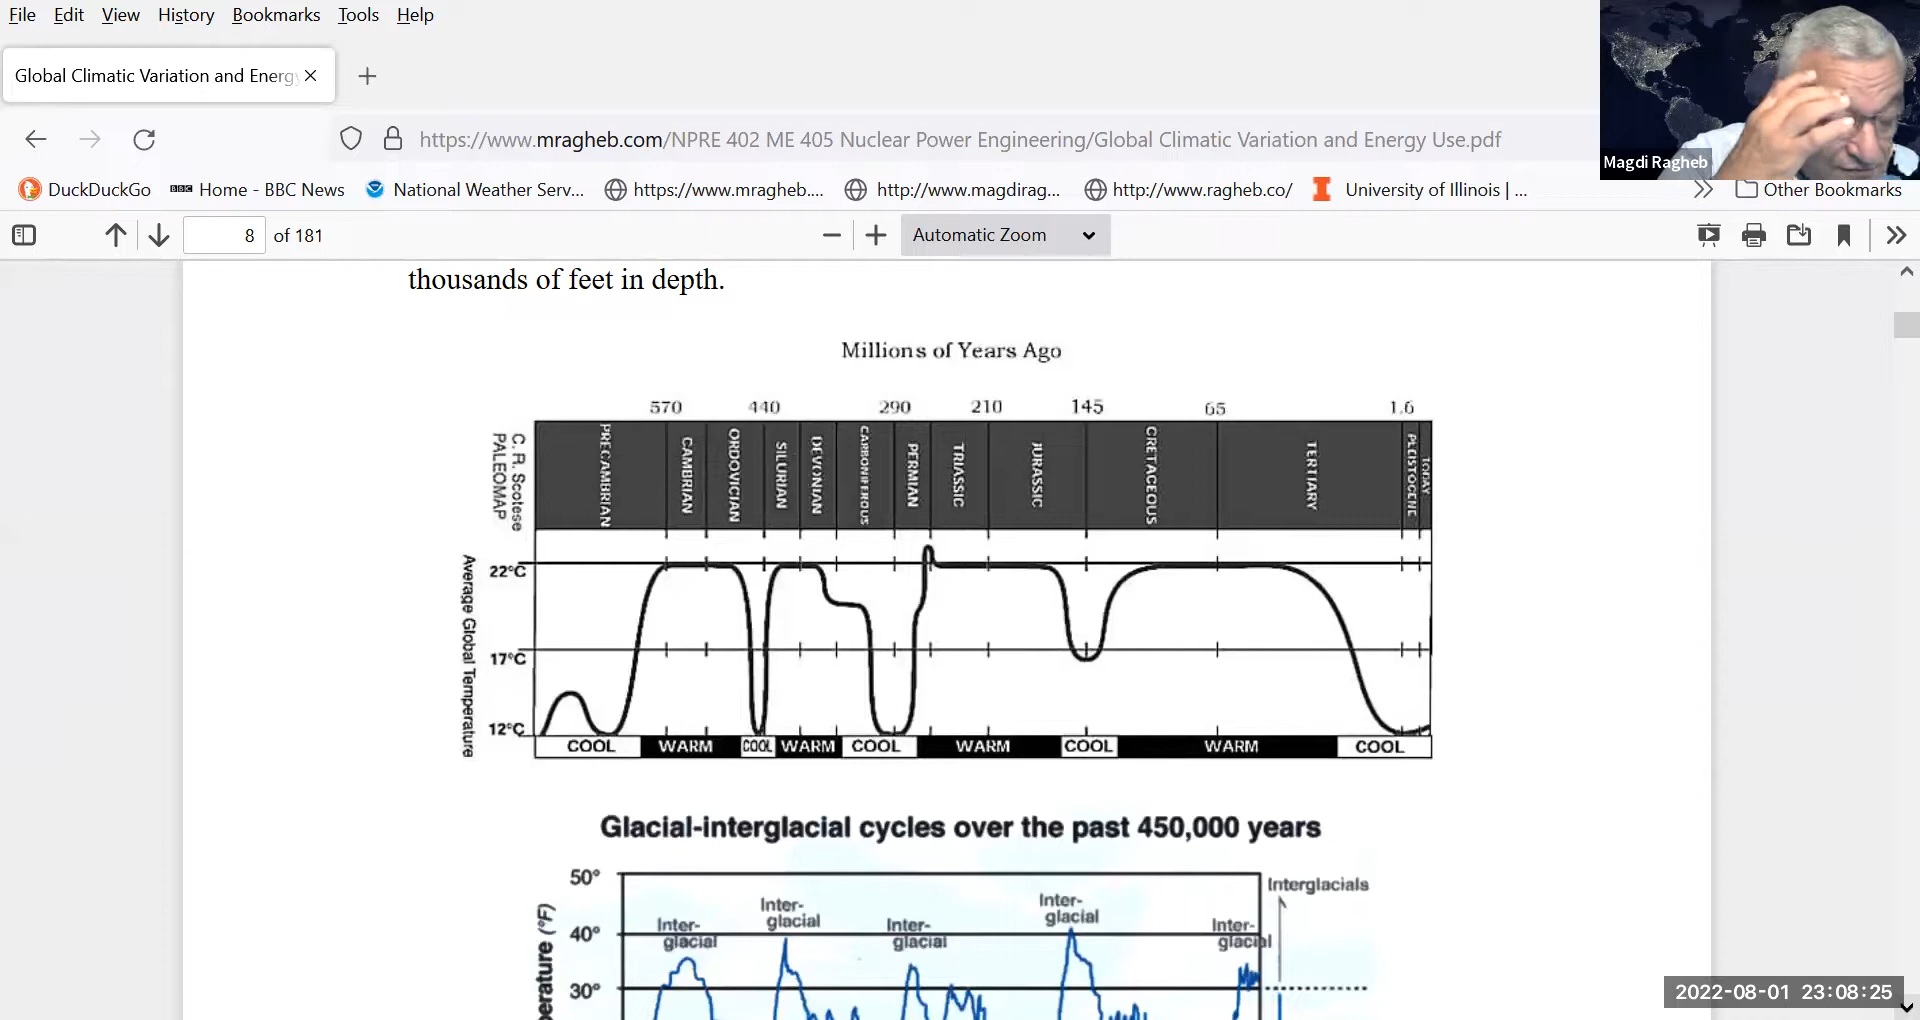 File Edit View History Bookmarks Tools Help
Global Climatic Variation and Energy
https://www.mragheb.com/NPRE 402 ME 405 Nuclear Power Engineering/Global Climatic Variation and Energy Use.pdf
Magdi Ragheb
DuckDuckGo BBC Home - BBC News National Weather Serv... https://www.mragheb.... http://www.magdirag... http://www.ragheb.co/ I University of Illinois | ... Other Bookmarks
8 of 181 Automatic Zoom
thousands of feet in depth.
Millions of Years Ago
570 440 290 210 145 65 1.6
C. R. Scotese
PALEOMAP
PRECAMBRIAN CAMBRIAN ORDOVICIAN SILURIAN DEVONIAN CARBONIFEROUS PERMIAN TRIASSIC JURASSIC CRETACEOUS TERTIARY PLEISTOCENE TODAY
Average Global Temperature
22°C
17°C
12°C
COOL WARM COOL WARM COOL WARM COOL WARM COOL
Glacial-interglacial cycles over the past 450,000 years
50°
40°
30°
perature (°F)
Inter-
glacial
Inter-
glacial
Inter-
glacial
Inter-
glacial
Inter-
glacial
Interglacials
2022-08-01 23:08:25